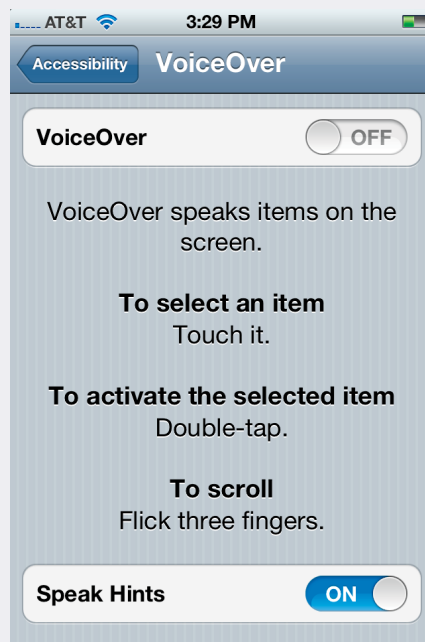 AT&T 3:29 PM
Accessibility VoiceOver
VoiceOver OFF
VoiceOver speaks items on the
screen.
To select an item
Touch it.
To activate the selected item
Double-tap.
To scroll
Flick three fingers.
Speak Hints ON